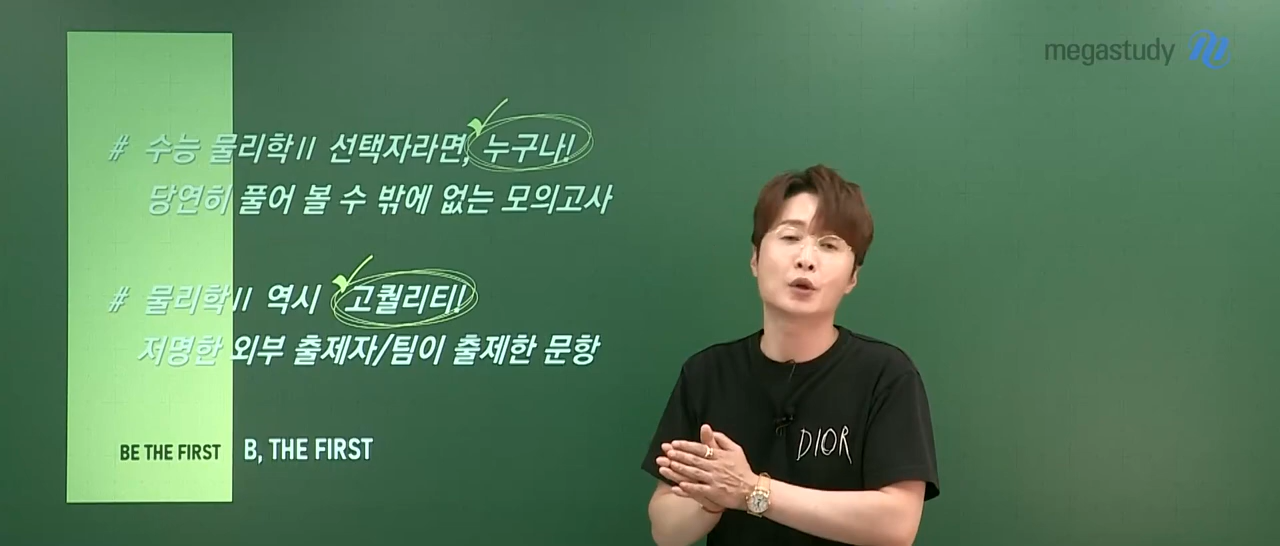 megastudy
# 수능 물리학II 선택자라면, 누구나!
당연히 풀어 볼 수 밖에 없는 모의고사
# 물리학II 역시 고퀄리티!
저명한 외부 출제자/팀이 출제한 문항
BE THE FIRST B, THE FIRST
DIOR